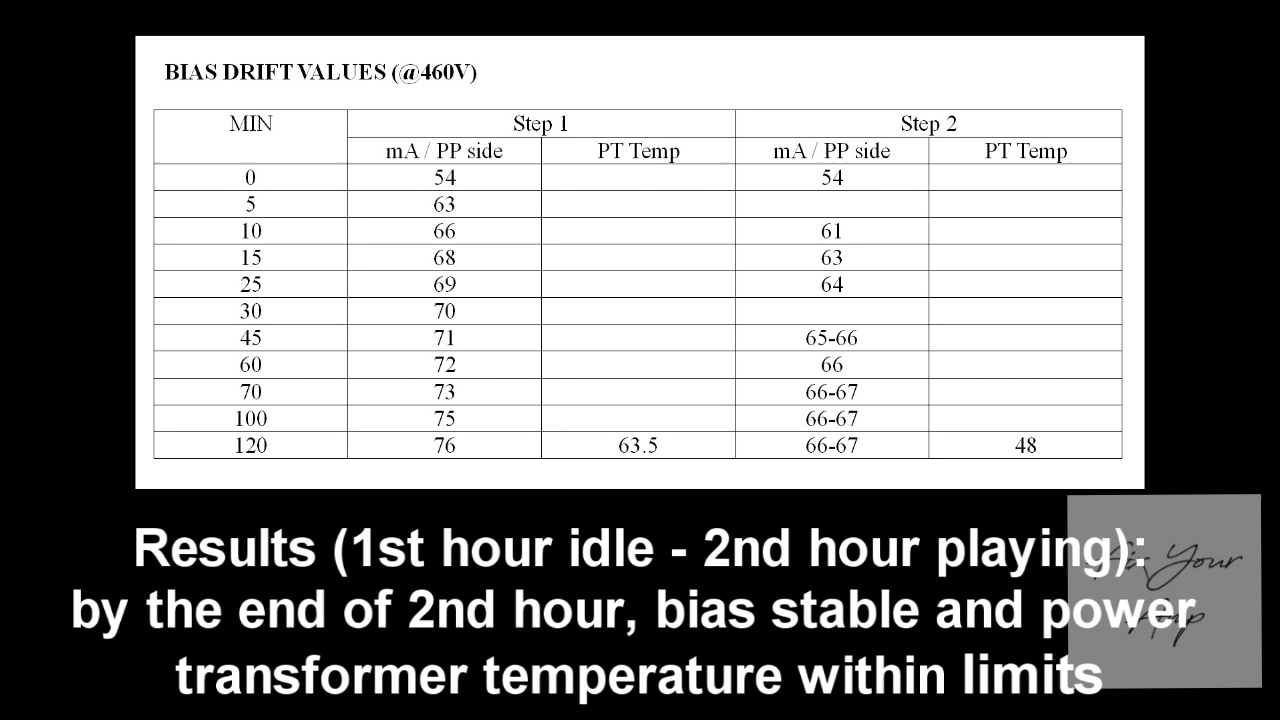 BIAS DRIFT VALUES (@460V)
MIN Step 1 Step 2
mA / PP side PT Temp mA / PP side PT Temp
0 54 54
5 63
10 66 61
15 68 63
25 69 64
30 70
45 71 65-66
60 72 66
70 73 66-67
100 75 66-67
120 76 63.5 66-67 48
Results (1st hour idle - 2nd hour playing):
by the end of 2nd hour, bias stable and power
transformer temperature within limits
Your
Amp